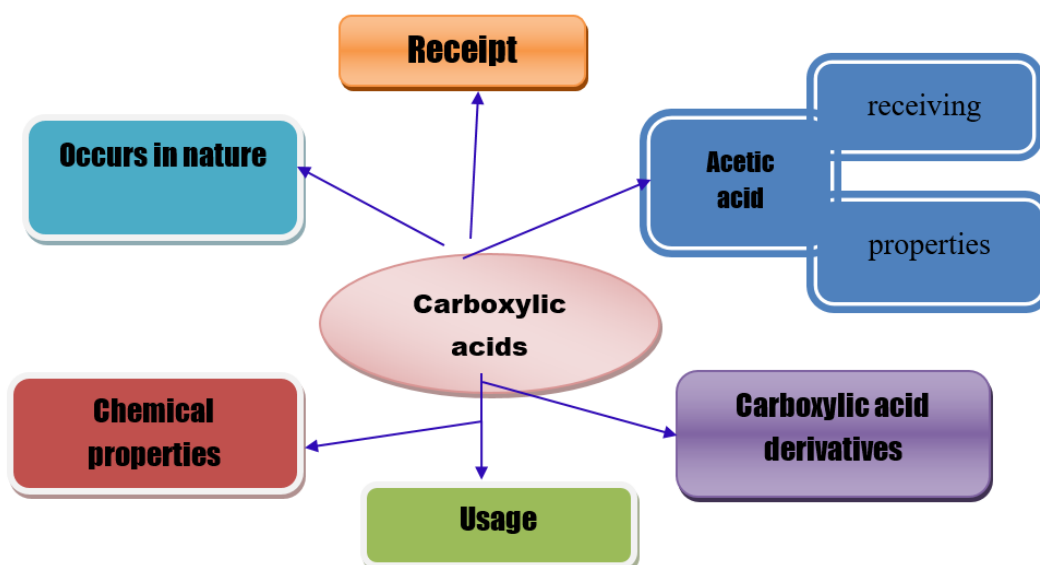 Receipt
receiving
Occurs in nature
Acetic
acid
properties
Carboxylic
acids
Chemical
properties
Carboxylic acid
derivatives
Usage